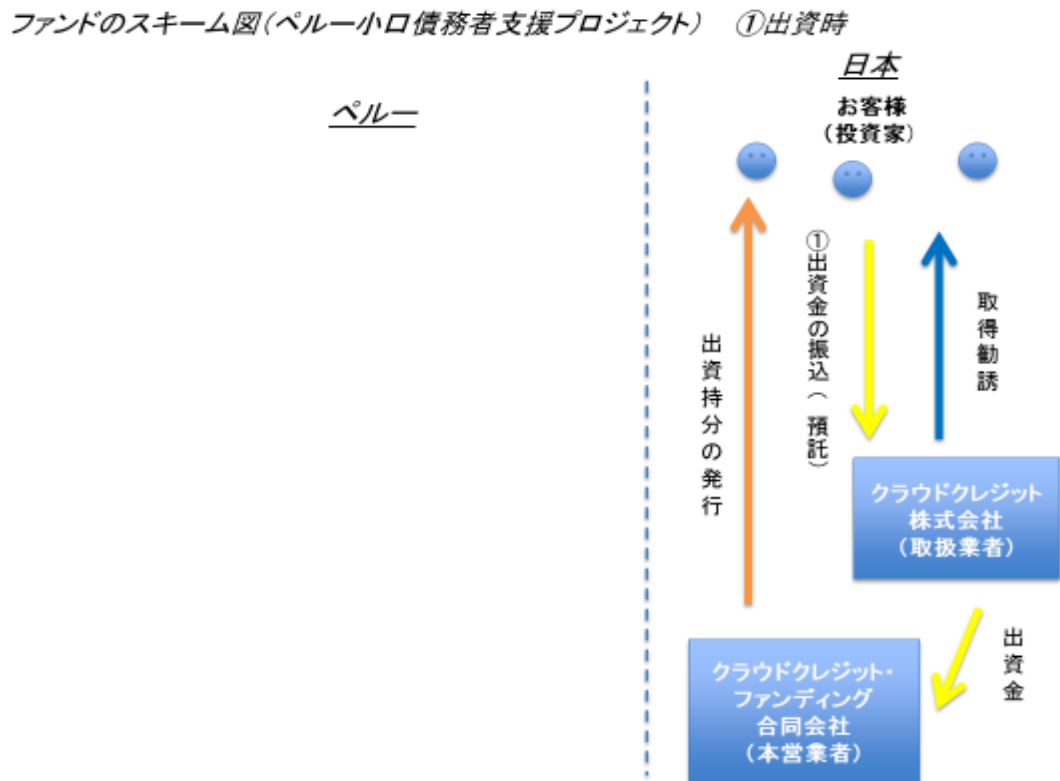 ファンドのスキーム図(ペルー小口債務者支援プロジェクト) ①出資時
ペルー
日本
お客様
(投資家)
出資持分の発行
①出資金の振込(預託)
取得勧誘
クラウドクレジット
株式会社
(取扱業者)
出資金
クラウドクレジット・
ファンディング
合同会社
(本営業者)